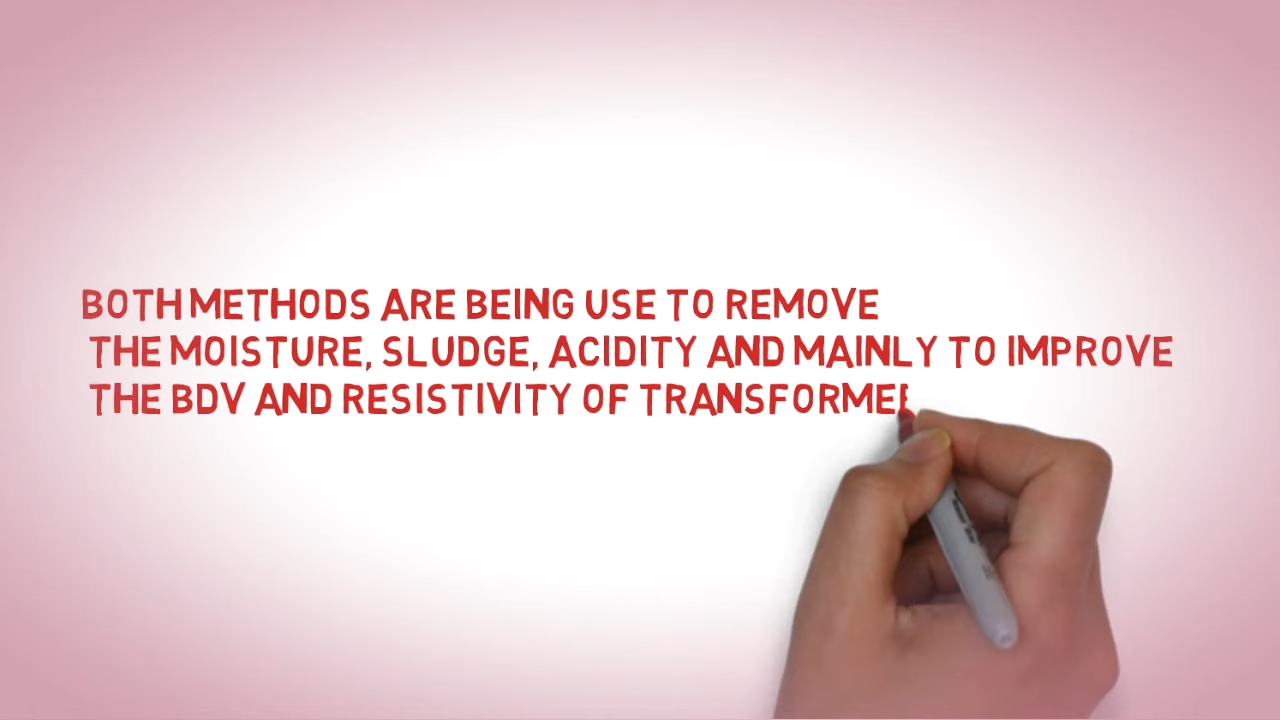 BOTH METHODS ARE BEING USE TO REMOVE
THE MOISTURE, SLUDGE, ACIDITY AND MAINLY TO IMPROVE
THE BDV AND RESISTIVITY OF TRANSFORME